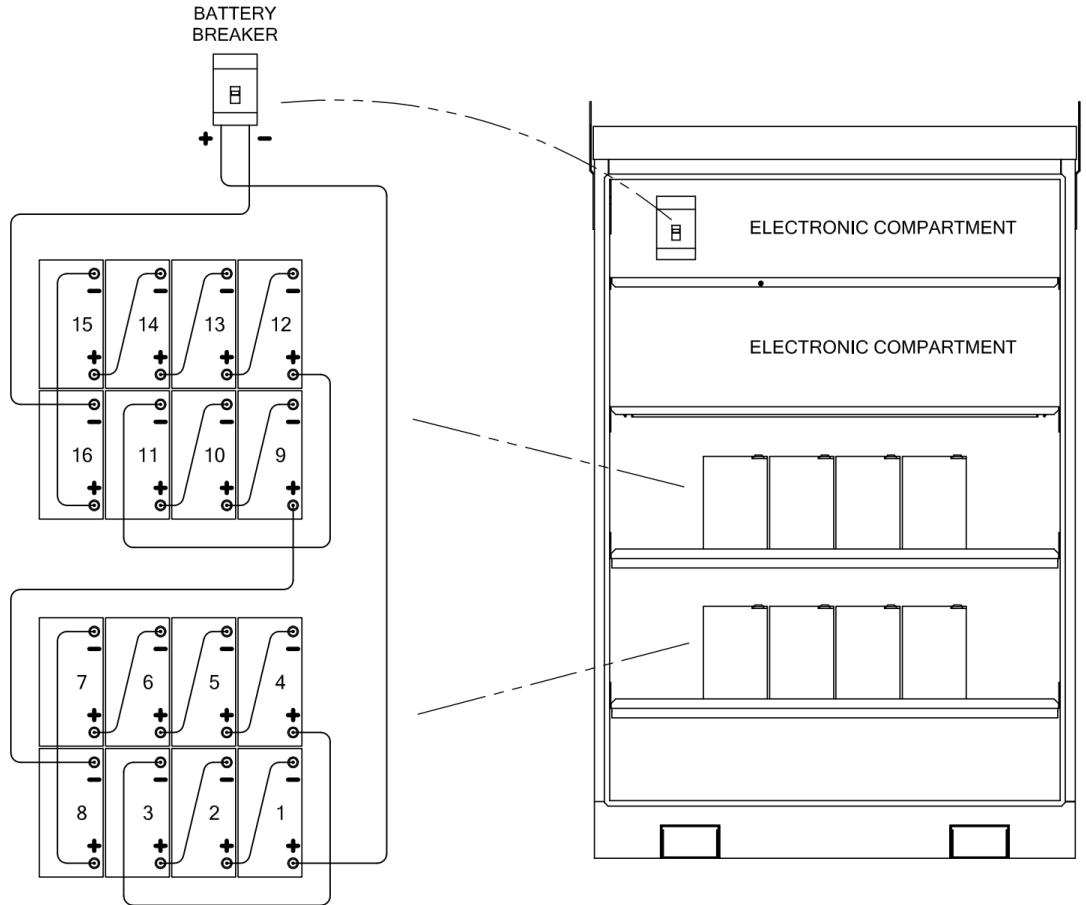 BATTERY
BREAKER
+ −
ELECTRONIC COMPARTMENT
ELECTRONIC COMPARTMENT
− − − −
15 14 13 12
+ + + +
− − − −
16 11 10 9
+ + + +
− − − −
7 6 5 4
+ + + +
− − − −
8 3 2 1
+ + + +